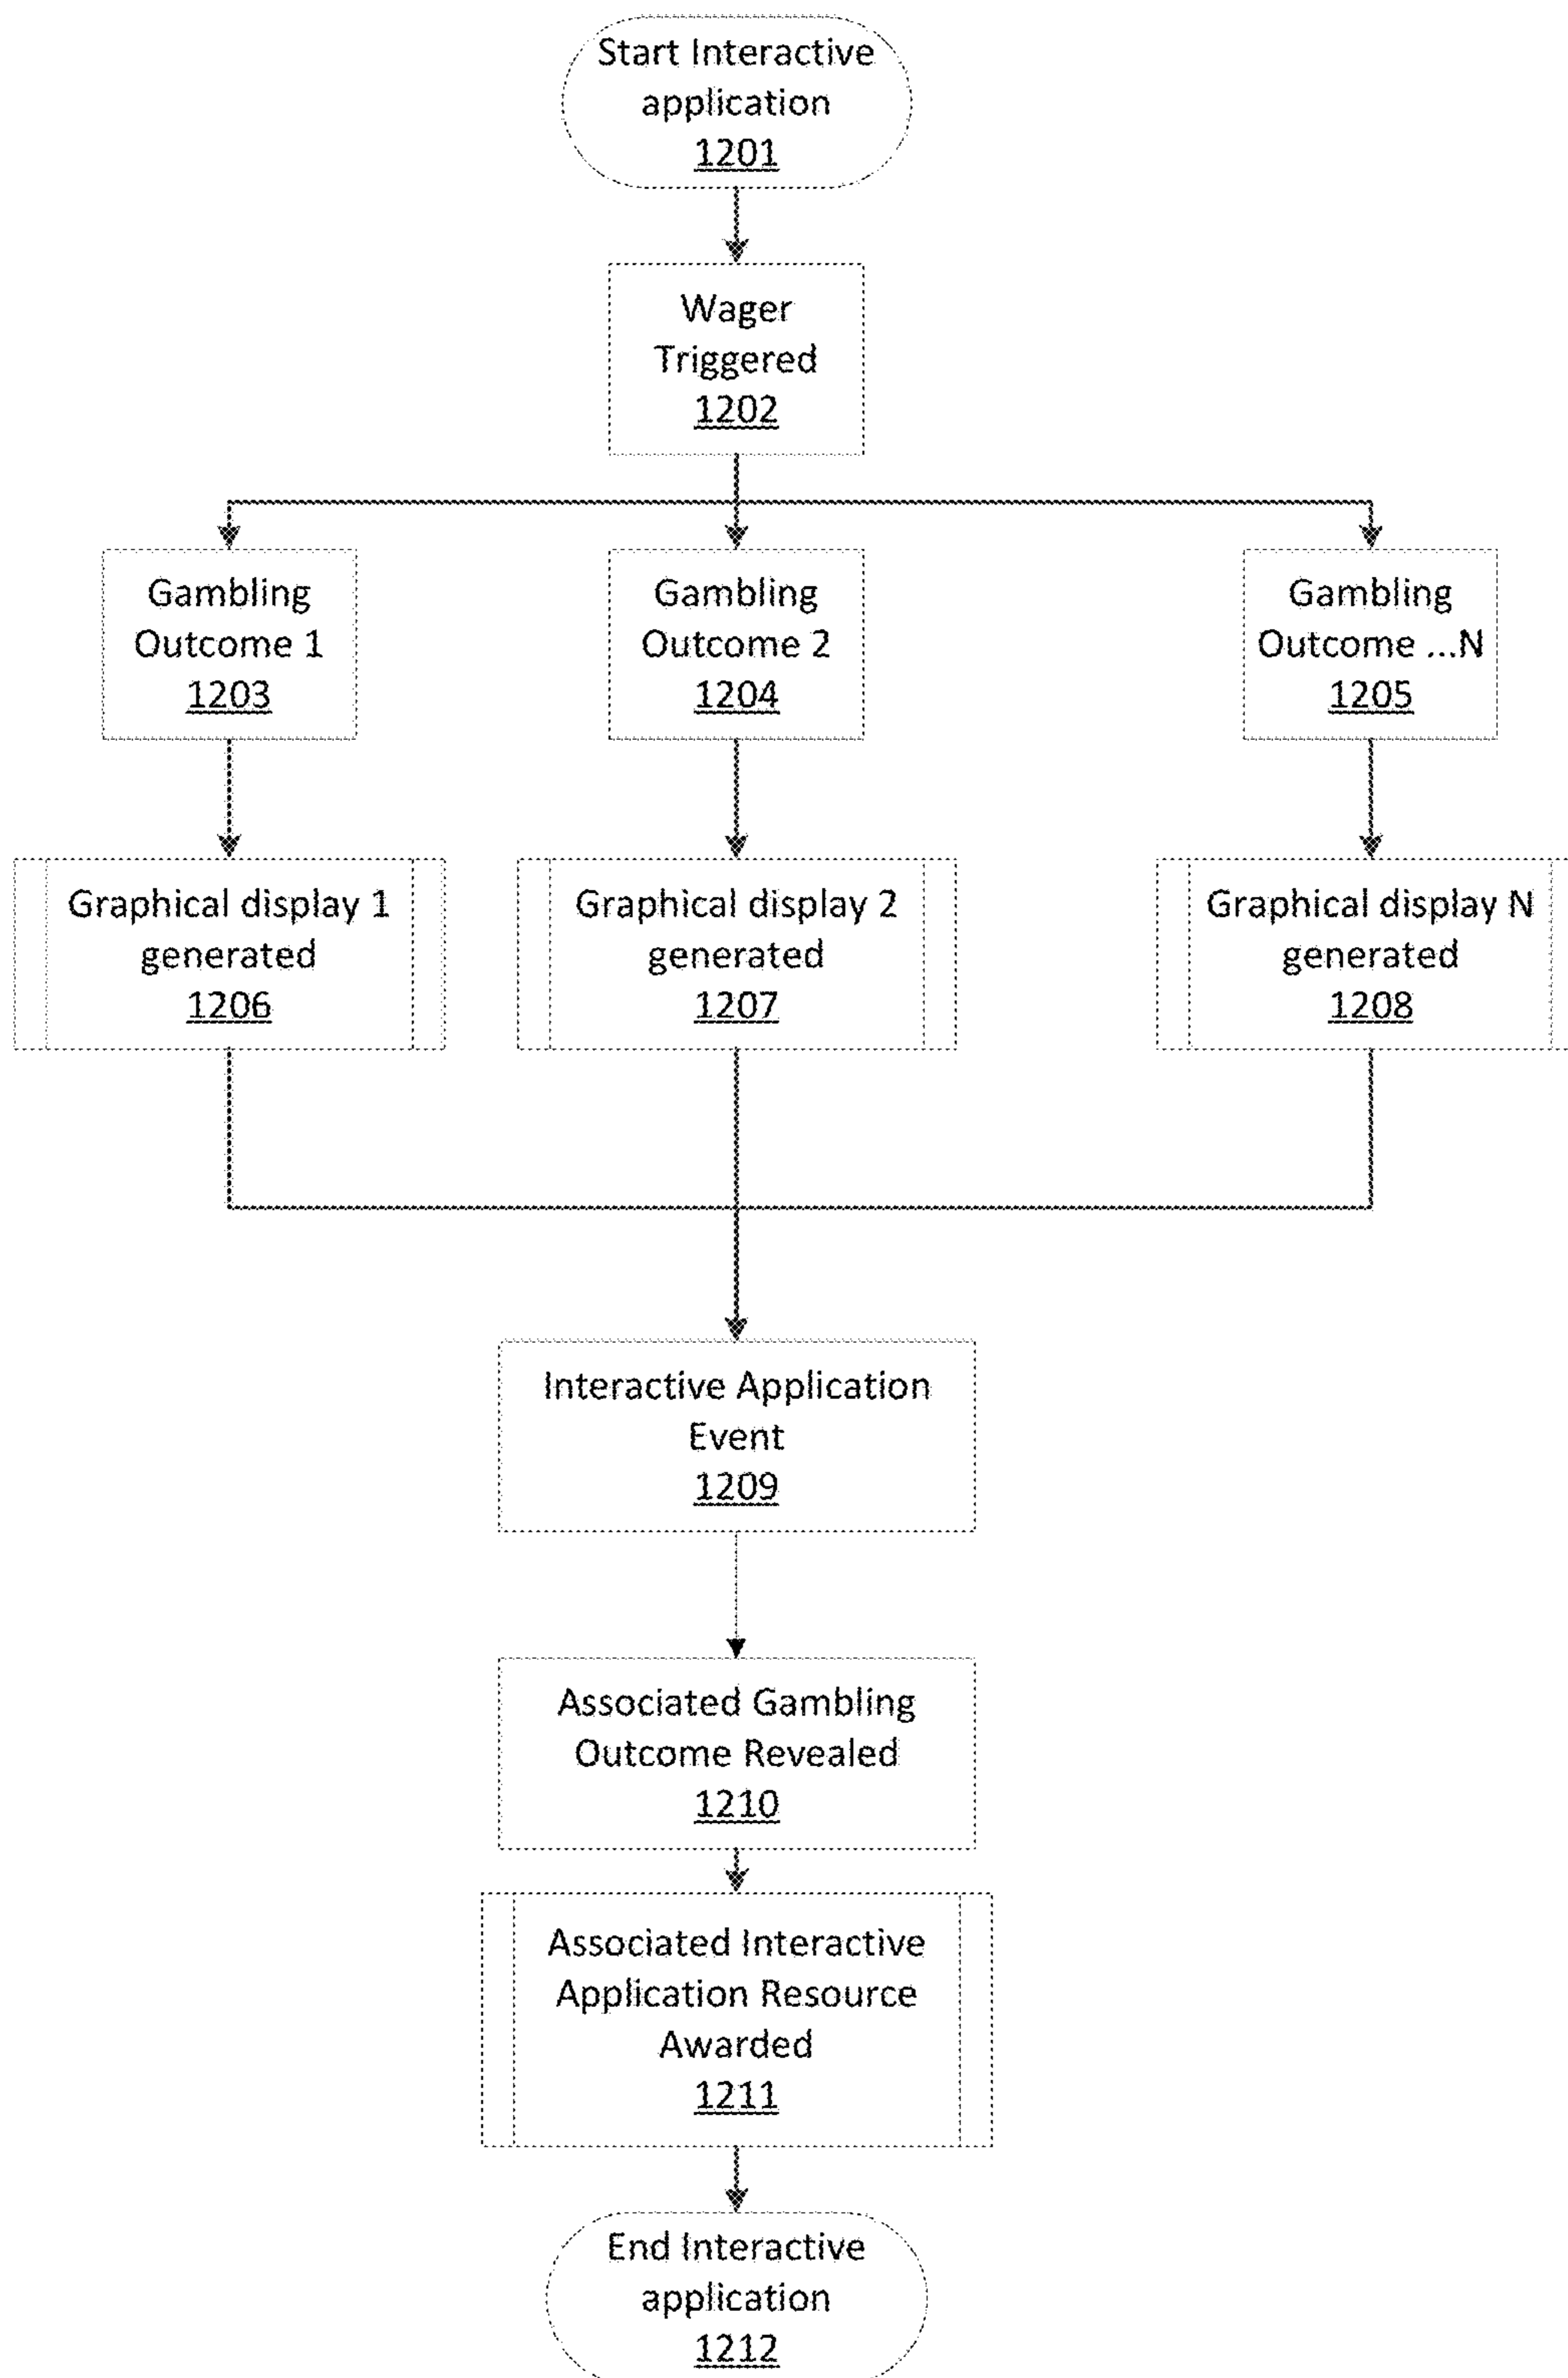 Start Interactive
application
1201
Wager
Triggered
1202
Gambling
Outcome 1
1203
Gambling
Outcome 2
1204
Gambling
Outcome ...N
1205
Graphical display 1
generated
1206
Graphical display 2
generated
1207
Graphical display N
generated
1208
Interactive Application
Event
1209
Associated Gambling
Outcome Revealed
1210
Associated Interactive
Application Resource
Awarded
1211
End Interactive
application
1212